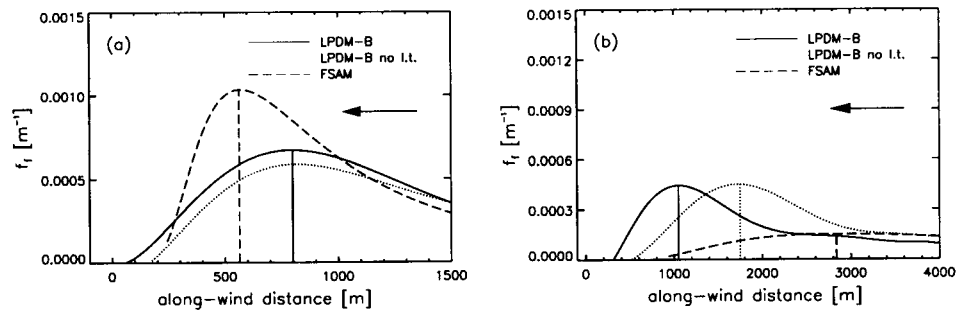 (a)
LPDM−B
LPDM−B no l.t.
FSAM
0.0015
0.0010
0.0005
0.0000
f_f [m⁻¹]
0
500
1000
1500
along−wind distance [m]
(b)
LPDM−B
LPDM−B no l.t.
FSAM
0.0015
0.0012
0.0009
0.0006
0.0003
0.0000
f_f [m⁻¹]
0
1000
2000
3000
4000
along−wind distance [m]